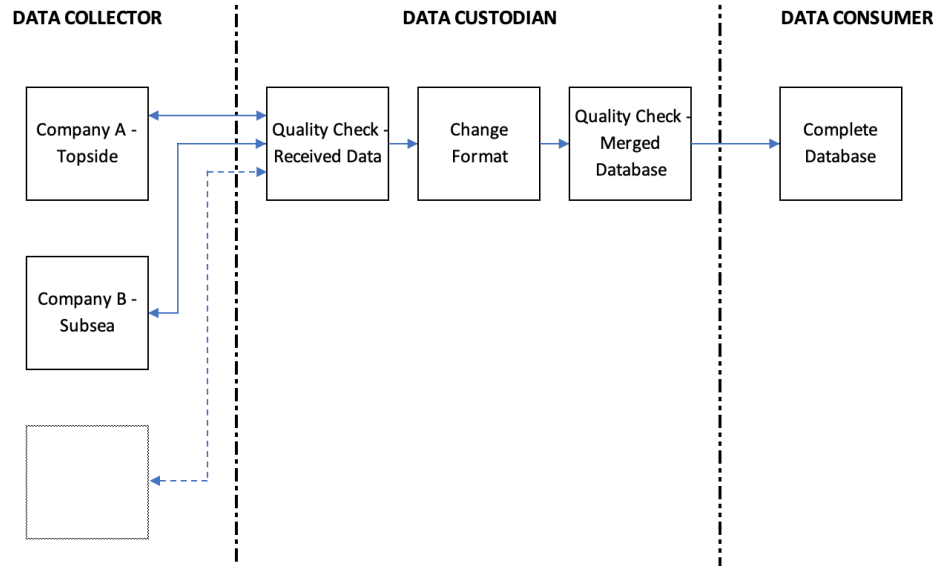 DATA COLLECTOR
DATA CUSTODIAN
DATA CONSUMER
Company A -
Topside
Quality Check -
Received Data
Change
Format
Quality Check -
Merged
Database
Complete
Database
Company B -
Subsea